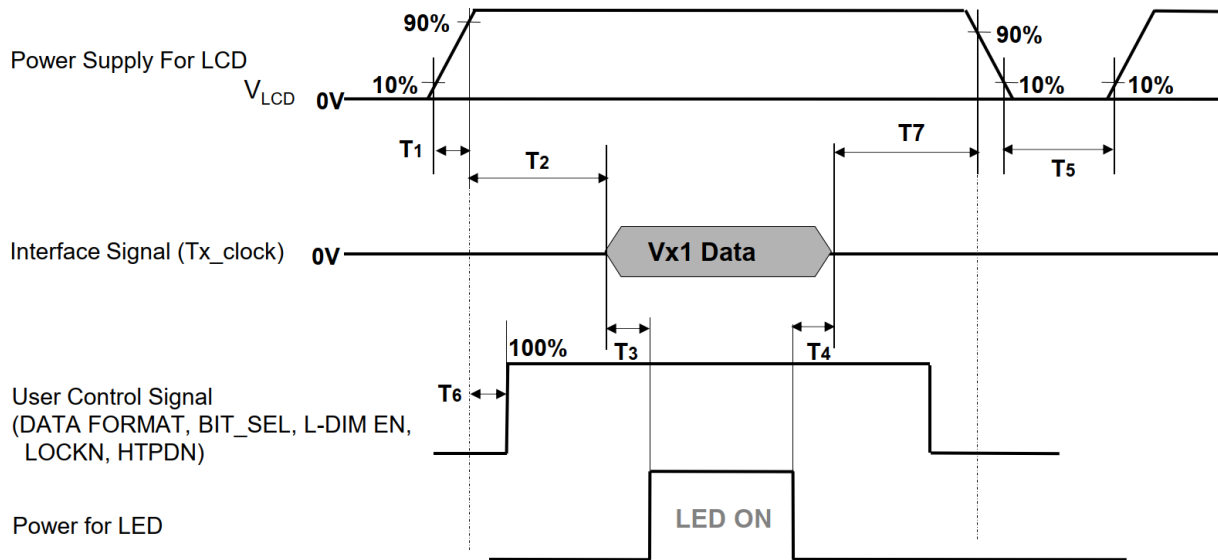 90%
90%
Power Supply For LCD
VLCD
10%
10%
10%
0V
T1
T2
T7
T5
Interface Signal (Tx_clock)
0V
Vx1 Data
100%
T3
T4
T6
User Control Signal
(DATA FORMAT, BIT_SEL, L-DIM EN,
LOCKN, HTPDN)
Power for LED
LED ON